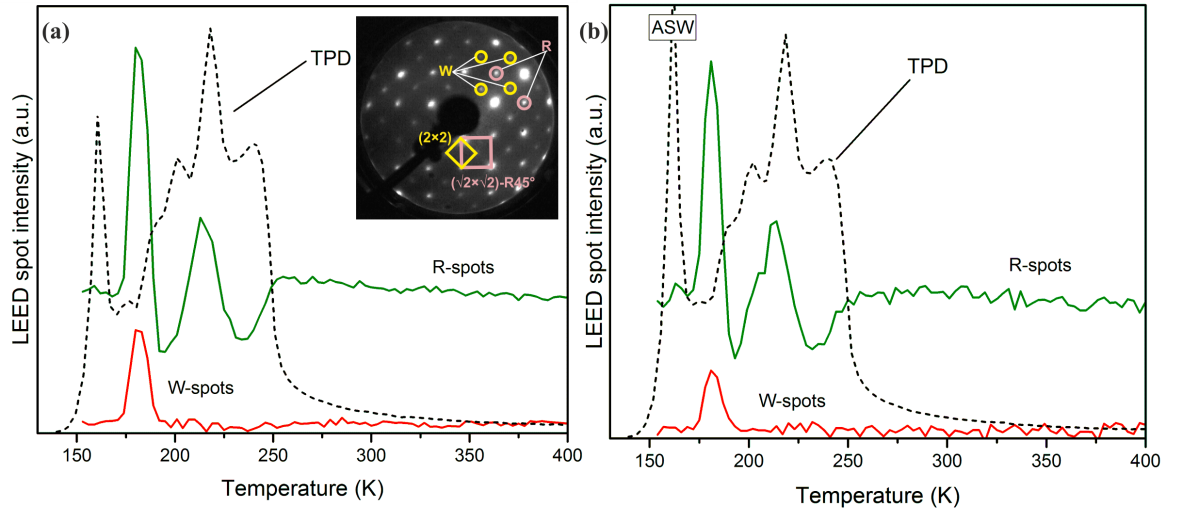 (a)
TPD
W
R
(2×2)
(√2×√2)-R45°
R-spots
W-spots
LEED spot intensity (a.u.)
150 200 250 300 350 400
Temperature (K)
(b)
ASW
TPD
R-spots
W-spots
LEED spot intensity (a.u.)
150 200 250 300 350 400
Temperature (K)